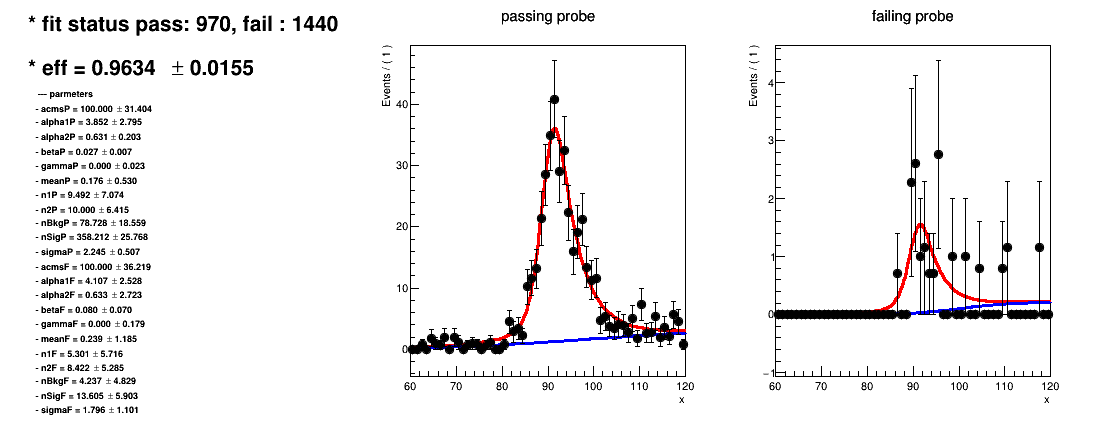 * fit status pass: 970, fail : 1440
* eff = 0.9634 ± 0.0155
--- parmeters
- acmsP = 100.000 ± 31.404
- alpha1P = 3.852 ± 2.795
- alpha2P = 0.631 ± 0.203
- betaP = 0.027 ± 0.007
- gammaP = 0.000 ± 0.023
- meanP = 0.176 ± 0.530
- n1P = 9.492 ± 7.074
- n2P = 10.000 ± 6.415
- nBkgP = 78.728 ± 18.559
- nSigP = 358.212 ± 25.768
- sigmaP = 2.245 ± 0.507
- acmsF = 100.000 ± 36.219
- alpha1F = 4.107 ± 2.528
- alpha2F = 0.633 ± 2.723
- betaF = 0.080 ± 0.070
- gammaF = 0.000 ± 0.179
- meanF = 0.239 ± 1.185
- n1F = 5.301 ± 5.716
- n2F = 8.422 ± 5.285
- nBkgF = 4.237 ± 4.829
- nSigF = 13.605 ± 5.903
- sigmaF = 1.796 ± 1.101
passing probe
Events / ( 1 )
40
30
20
10
0
60 70 80 90 100 110 120
x
failing probe
Events / ( 1 )
4
3
2
1
0
−1
60 70 80 90 100 110 120
x